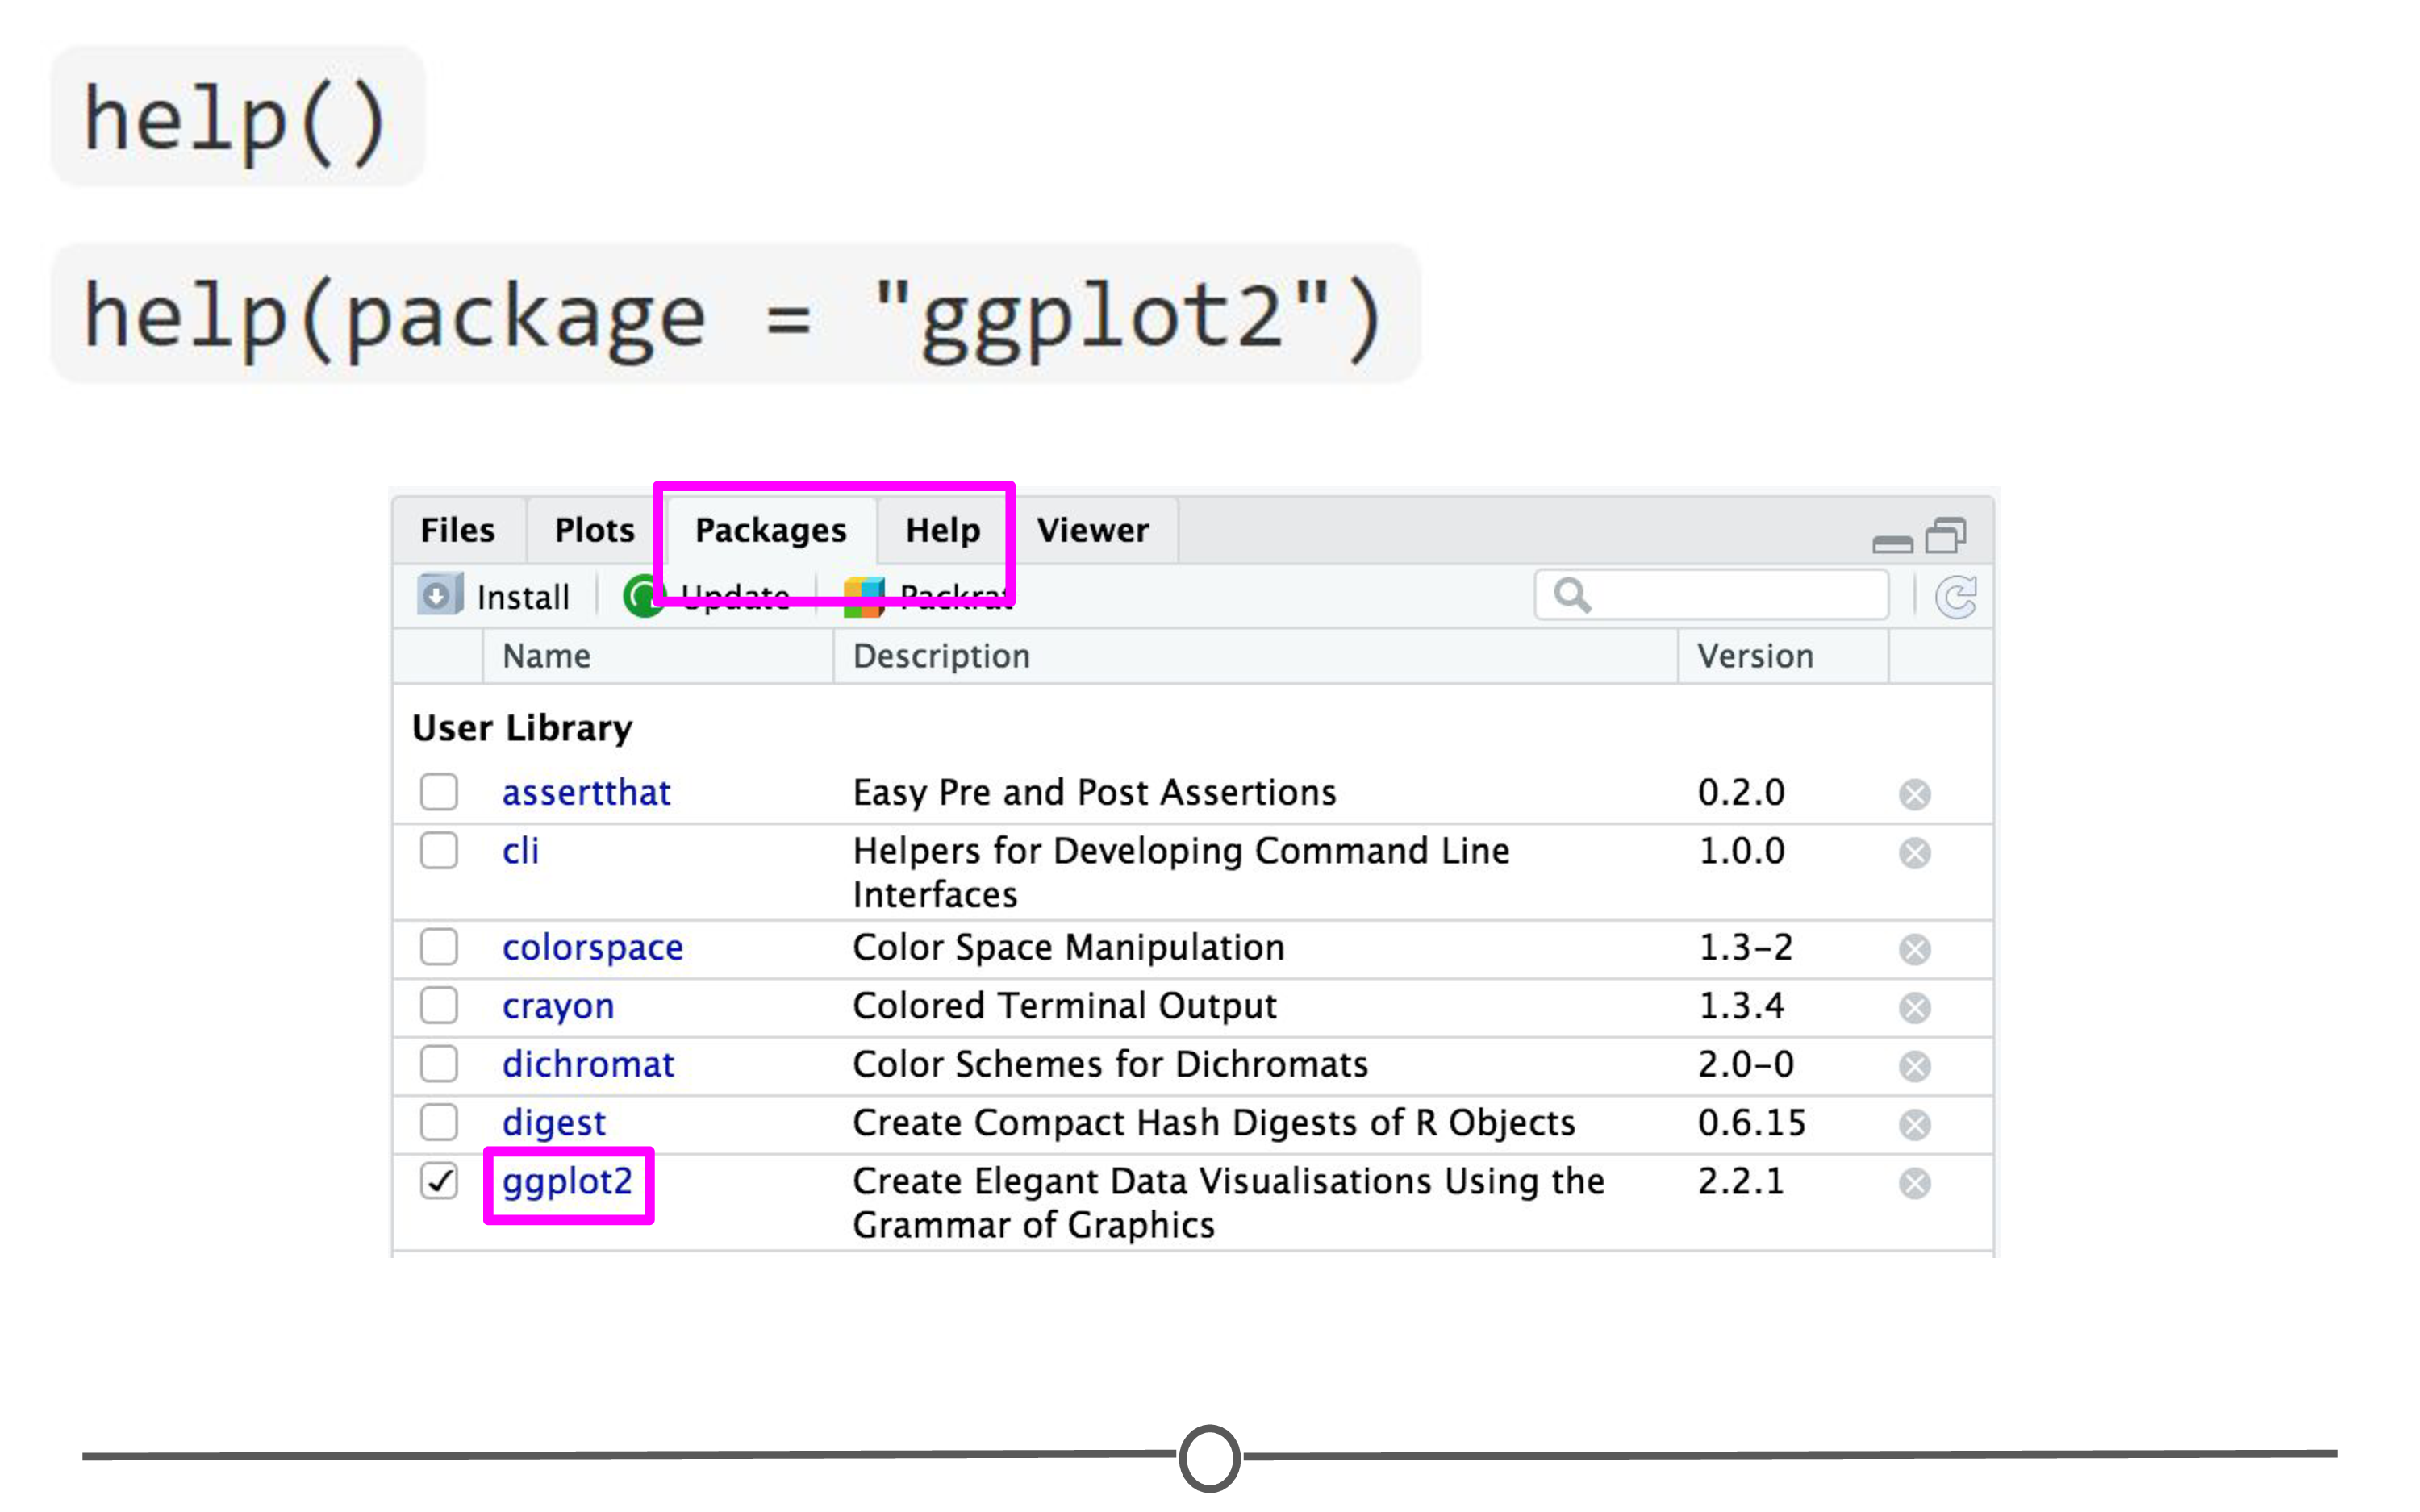 help()
help(package = "ggplot2")
Files Plots Packages Help Viewer
Install Update Packrat
Name Description Version
User Library
assertthat Easy Pre and Post Assertions 0.2.0
cli Helpers for Developing Command Line 1.0.0
Interfaces
colorspace Color Space Manipulation 1.3-2
crayon Colored Terminal Output 1.3.4
dichromat Color Schemes for Dichromats 2.0-0
digest Create Compact Hash Digests of R Objects 0.6.15
ggplot2 Create Elegant Data Visualisations Using the 2.2.1
Grammar of Graphics